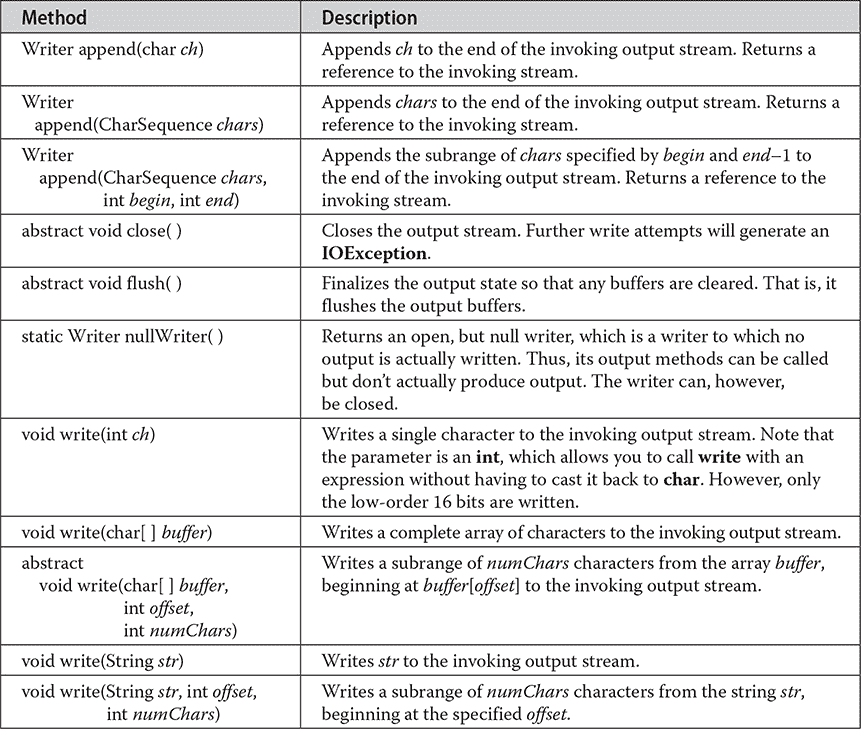 Method Description
Writer append(char ch) Appends ch to the end of the invoking output stream. Returns a
reference to the invoking stream.
Writer Appends chars to the end of the invoking output stream. Returns a
append(CharSequence chars) reference to the invoking stream.
Writer Appends the subrange of chars specified by begin and end–1 to
append(CharSequence chars, the end of the invoking output stream. Returns a reference to the
int begin, int end) invoking stream.
abstract void close( ) Closes the output stream. Further write attempts will generate an
IOException.
abstract void flush( ) Finalizes the output state so that any buffers are cleared. That is, it
flushes the output buffers.
static Writer nullWriter( ) Returns an open, but null writer, which is a writer to which no
output is actually written. Thus, its output methods can be called
but don’t actually produce output. The writer can, however,
be closed.
void write(int ch) Writes a single character to the invoking output stream. Note that
the parameter is an int, which allows you to call write with an
expression without having to cast it back to char. However, only
the low-order 16 bits are written.
void write(char[ ] buffer) Writes a complete array of characters to the invoking output stream.
abstract Writes a subrange of numChars characters from the array buffer,
void write(char[ ] buffer, beginning at buffer[offset] to the invoking output stream.
int offset,
int numChars)
void write(String str) Writes str to the invoking output stream.
void write(String str, int offset, Writes a subrange of numChars characters from the string str,
int numChars) beginning at the specified offset.